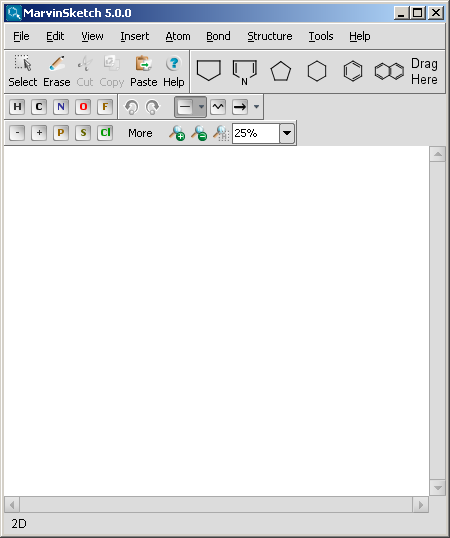 MarvinSketch 5.0.0
File Edit View Insert Atom Bond Structure Tools Help
Select Erase Cut Copy Paste Help N Drag Here
H C N O F
- + P S Cl More 25%
2D